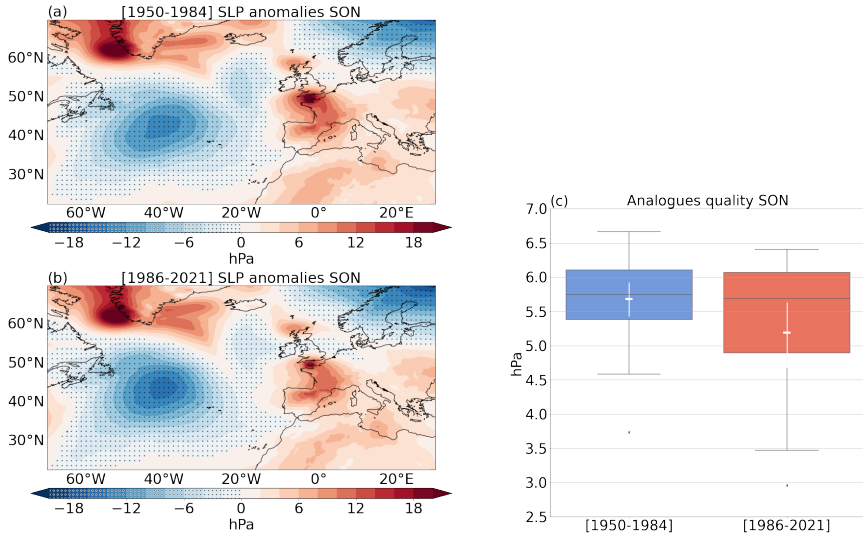 (a) [1950-1984] SLP anomalies SON
60°N
50°N
40°N
30°N
60°W 40°W 20°W 0° 20°E
−18 −12 −6 0 6 12 18
hPa
(b) [1986-2021] SLP anomalies SON
60°N
50°N
40°N
30°N
60°W 40°W 20°W 0° 20°E
−18 −12 −6 0 6 12 18
hPa
(c) Analogues quality SON
7.0
6.5
6.0
5.5
5.0
4.5
4.0
3.5
3.0
2.5
hPa
[1950-1984] [1986-2021]